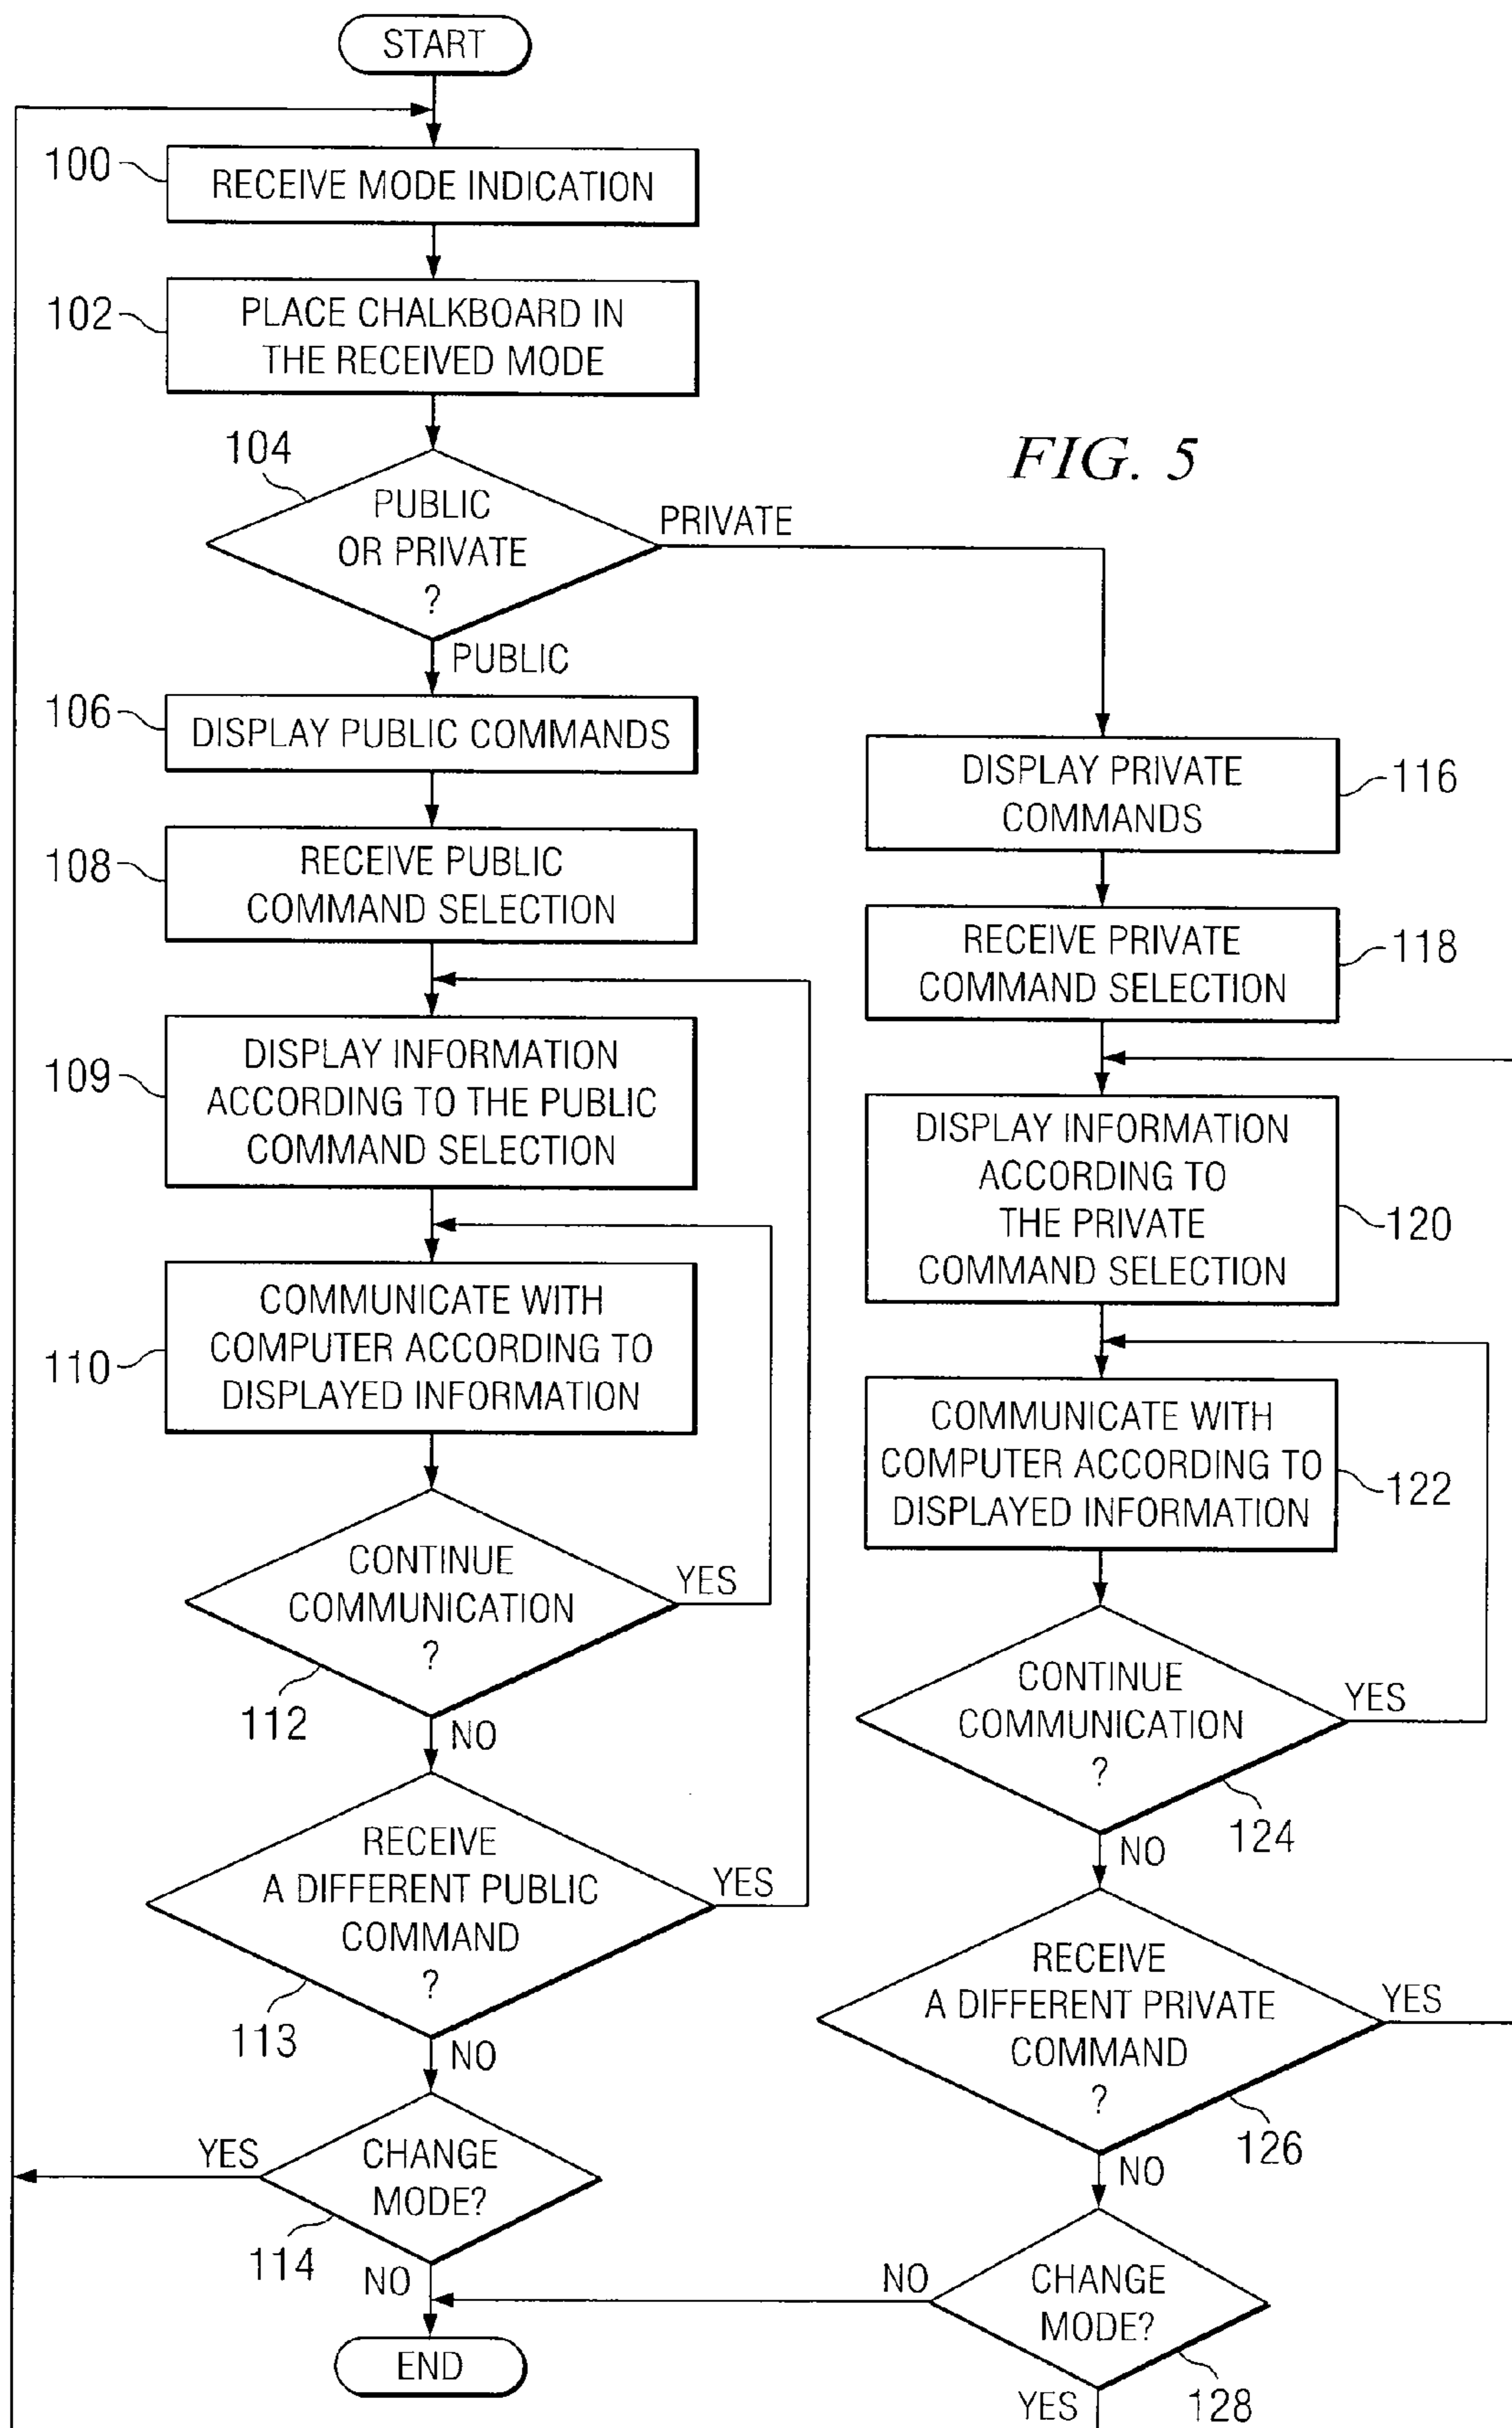 START
100
RECEIVE MODE INDICATION
102
PLACE CHALKBOARD IN
THE RECEIVED MODE
FIG. 5
104
PUBLIC
OR PRIVATE
?
PRIVATE
PUBLIC
106
DISPLAY PUBLIC COMMANDS
108
RECEIVE PUBLIC
COMMAND SELECTION
109
DISPLAY INFORMATION
ACCORDING TO THE PUBLIC
COMMAND SELECTION
110
COMMUNICATE WITH
COMPUTER ACCORDING TO
DISPLAYED INFORMATION
CONTINUE
COMMUNICATION
?
YES
112
NO
RECEIVE
A DIFFERENT PUBLIC
COMMAND
?
YES
113
NO
YES
CHANGE
MODE?
114
NO
END
DISPLAY PRIVATE
COMMANDS
116
RECEIVE PRIVATE
COMMAND SELECTION
118
DISPLAY INFORMATION
ACCORDING TO
THE PRIVATE
COMMAND SELECTION
120
COMMUNICATE WITH
COMPUTER ACCORDING TO
DISPLAYED INFORMATION
122
CONTINUE
COMMUNICATION
?
YES
124
NO
RECEIVE
A DIFFERENT PRIVATE
COMMAND
?
YES
126
NO
NO
CHANGE
MODE?
128
YES